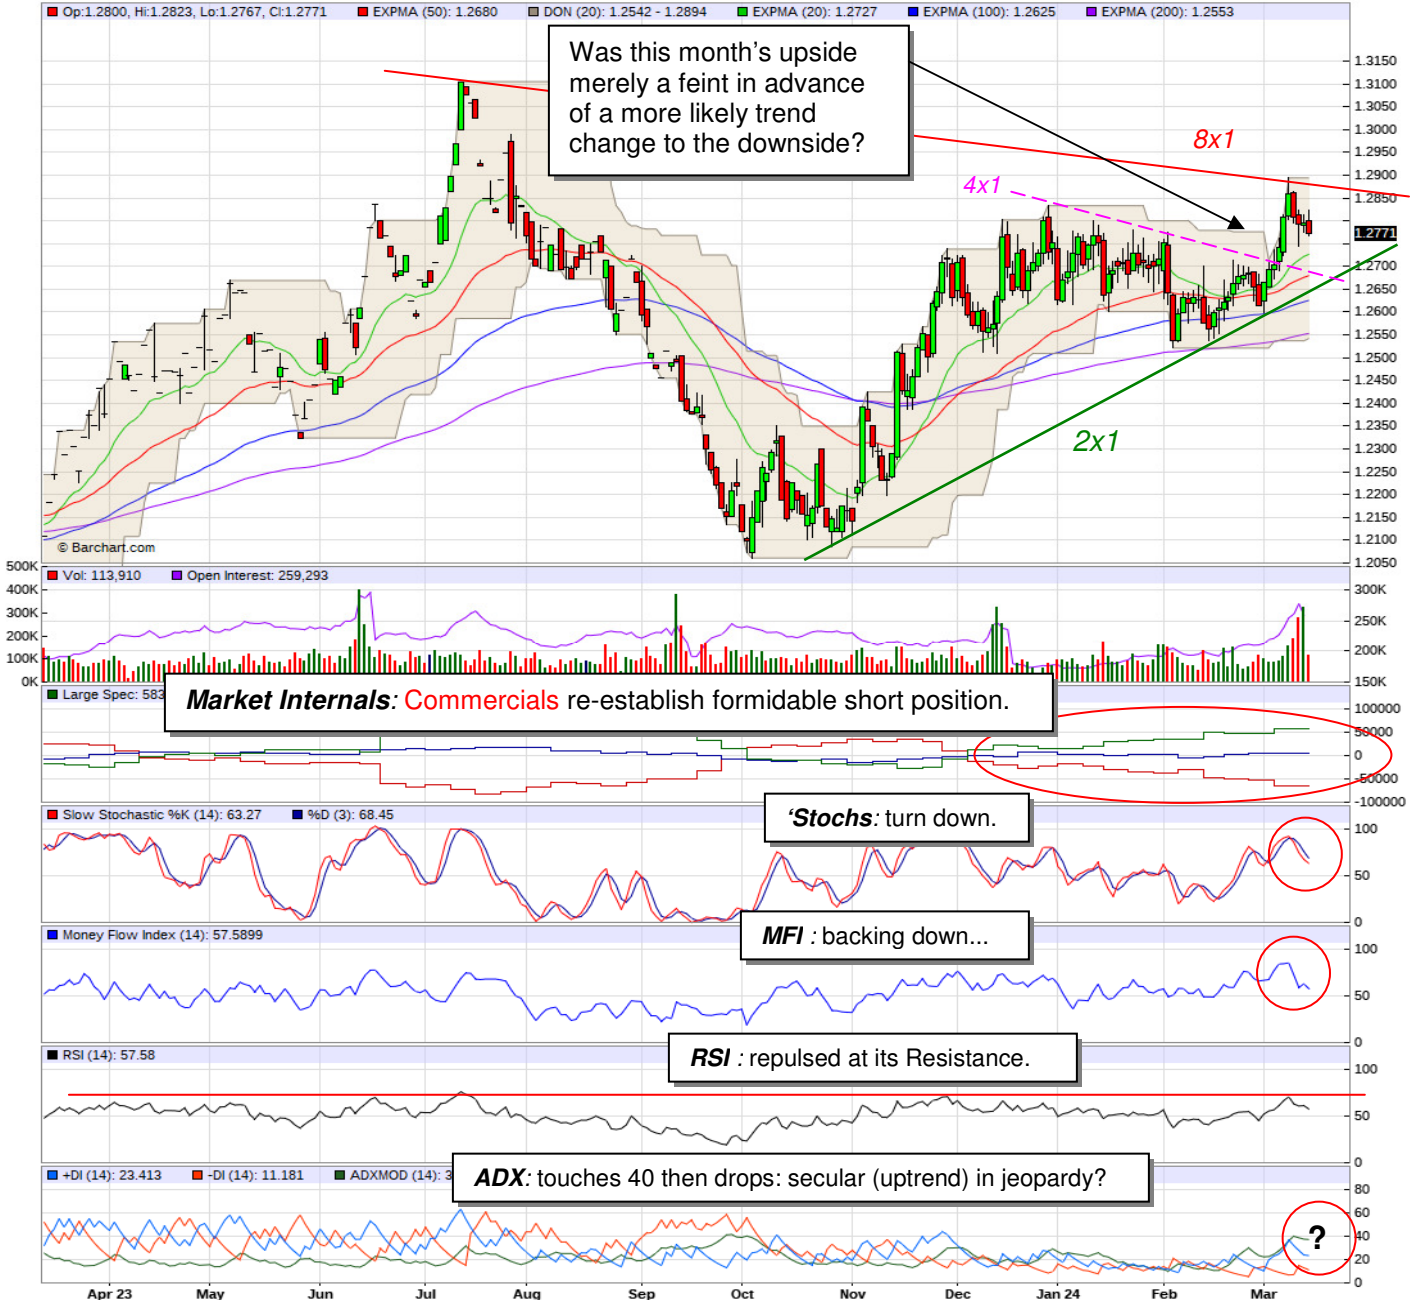 Op:1.2800, Hi:1.2823, Lo:1.2767, Cl:1.2771 EXPMA (50): 1.2680 DON (20): 1.2542 - 1.2894 EXPMA (20): 1.2727 EXPMA (100): 1.2625 EXPMA (200): 1.2553
Was this month’s upside
merely a feint in advance
of a more likely trend
change to the downside?
8x1
4x1
2x1
1.3150
1.3100
1.3050
1.3000
1.2950
1.2900
1.2850
1.2771
1.2700
1.2650
1.2600
1.2550
1.2500
1.2450
1.2400
1.2350
1.2300
1.2250
1.2200
1.2150
1.2100
1.2050
© Barchart.com
Vol: 113,910 Open Interest: 259,293
500K
400K
300K
200K
100K
0K
300K
250K
200K
150K
Large Spec: 583
Market Internals: Commercials re-establish formidable short position.
100000
50000
0
-50000
-100000
Slow Stochastic %K (14): 63.27 %D (3): 68.45
‘Stochs: turn down.
100
50
0
Money Flow Index (14): 57.5899
MFI : backing down...
100
50
0
RSI (14): 57.58
RSI : repulsed at its Resistance.
100
50
0
+DI (14): 23.413 -DI (14): 11.181 ADXMOD (14): 3
ADX: touches 40 then drops: secular (uptrend) in jeopardy?
?
80
60
40
20
0
Apr 23 May Jun Jul Aug Sep Oct Nov Dec Jan 24 Feb Mar